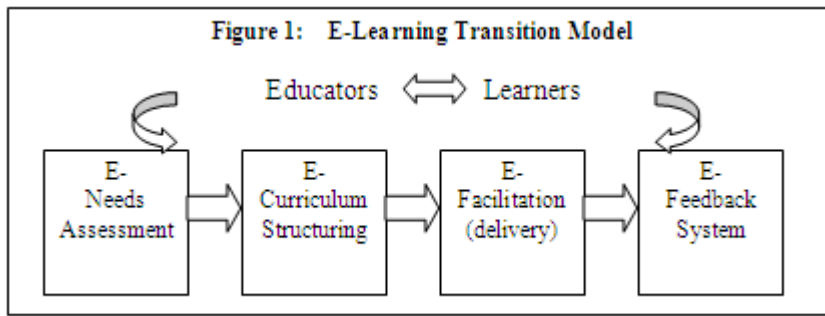 Figure 1: E-Learning Transition Model
Educators Learners
E-
Needs
Assessment
E-
Curriculum
Structuring
E-
Facilitation
(delivery)
E-
Feedback
System